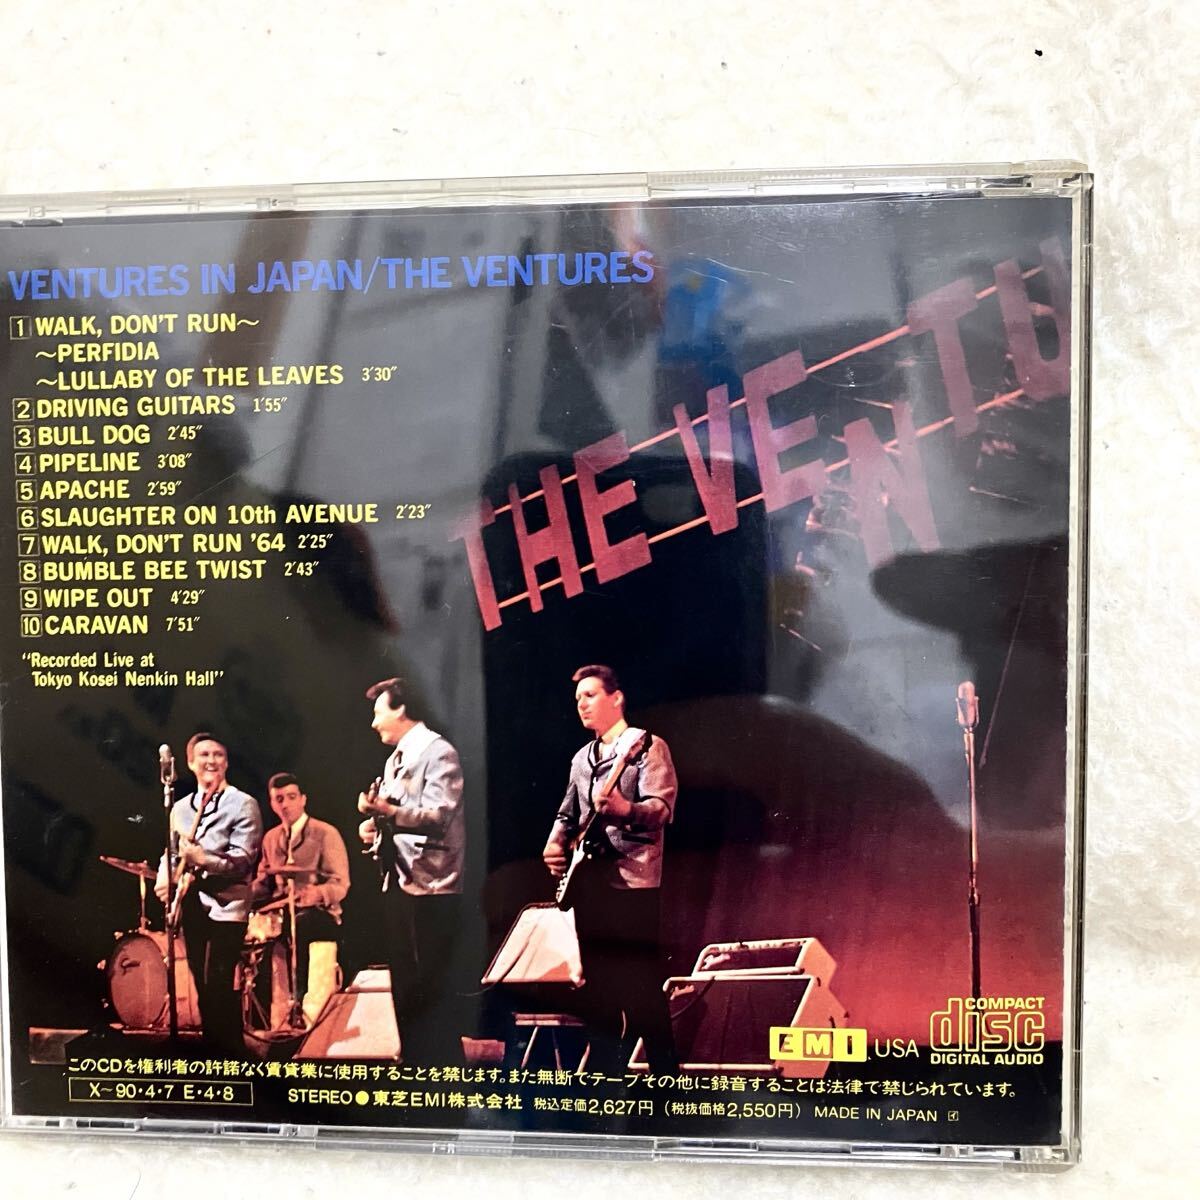 VENTURES IN JAPAN/THE VENTURES
1 WALK, DON'T RUN～
～PERFIDIA
～LULLABY OF THE LEAVES 3′30″
2 DRIVING GUITARS 1′55″
3 BULL DOG 2′45″
4 PIPELINE 3′08″
5 APACHE 2′59″
6 SLAUGHTER ON 10th AVENUE 2′23″
7 WALK, DON'T RUN '64 2′25″
8 BUMBLE BEE TWIST 2′43″
9 WIPE OUT 4′29″
10 CARAVAN 7′51″
"Recorded Live at
Tokyo Kosei Nenkin Hall"
THE VENTU
EMI USA
COMPACT
disc
DIGITAL AUDIO
このCDを権利者の許諾なく賃貸業に使用することを禁じます。また無断でテープその他に録音することは法律で禁じられています。
X～90・4・7 E・4・8
STEREO●東芝EMI株式会社 税込定価2,627円(税抜価格2,550円) MADE IN JAPAN